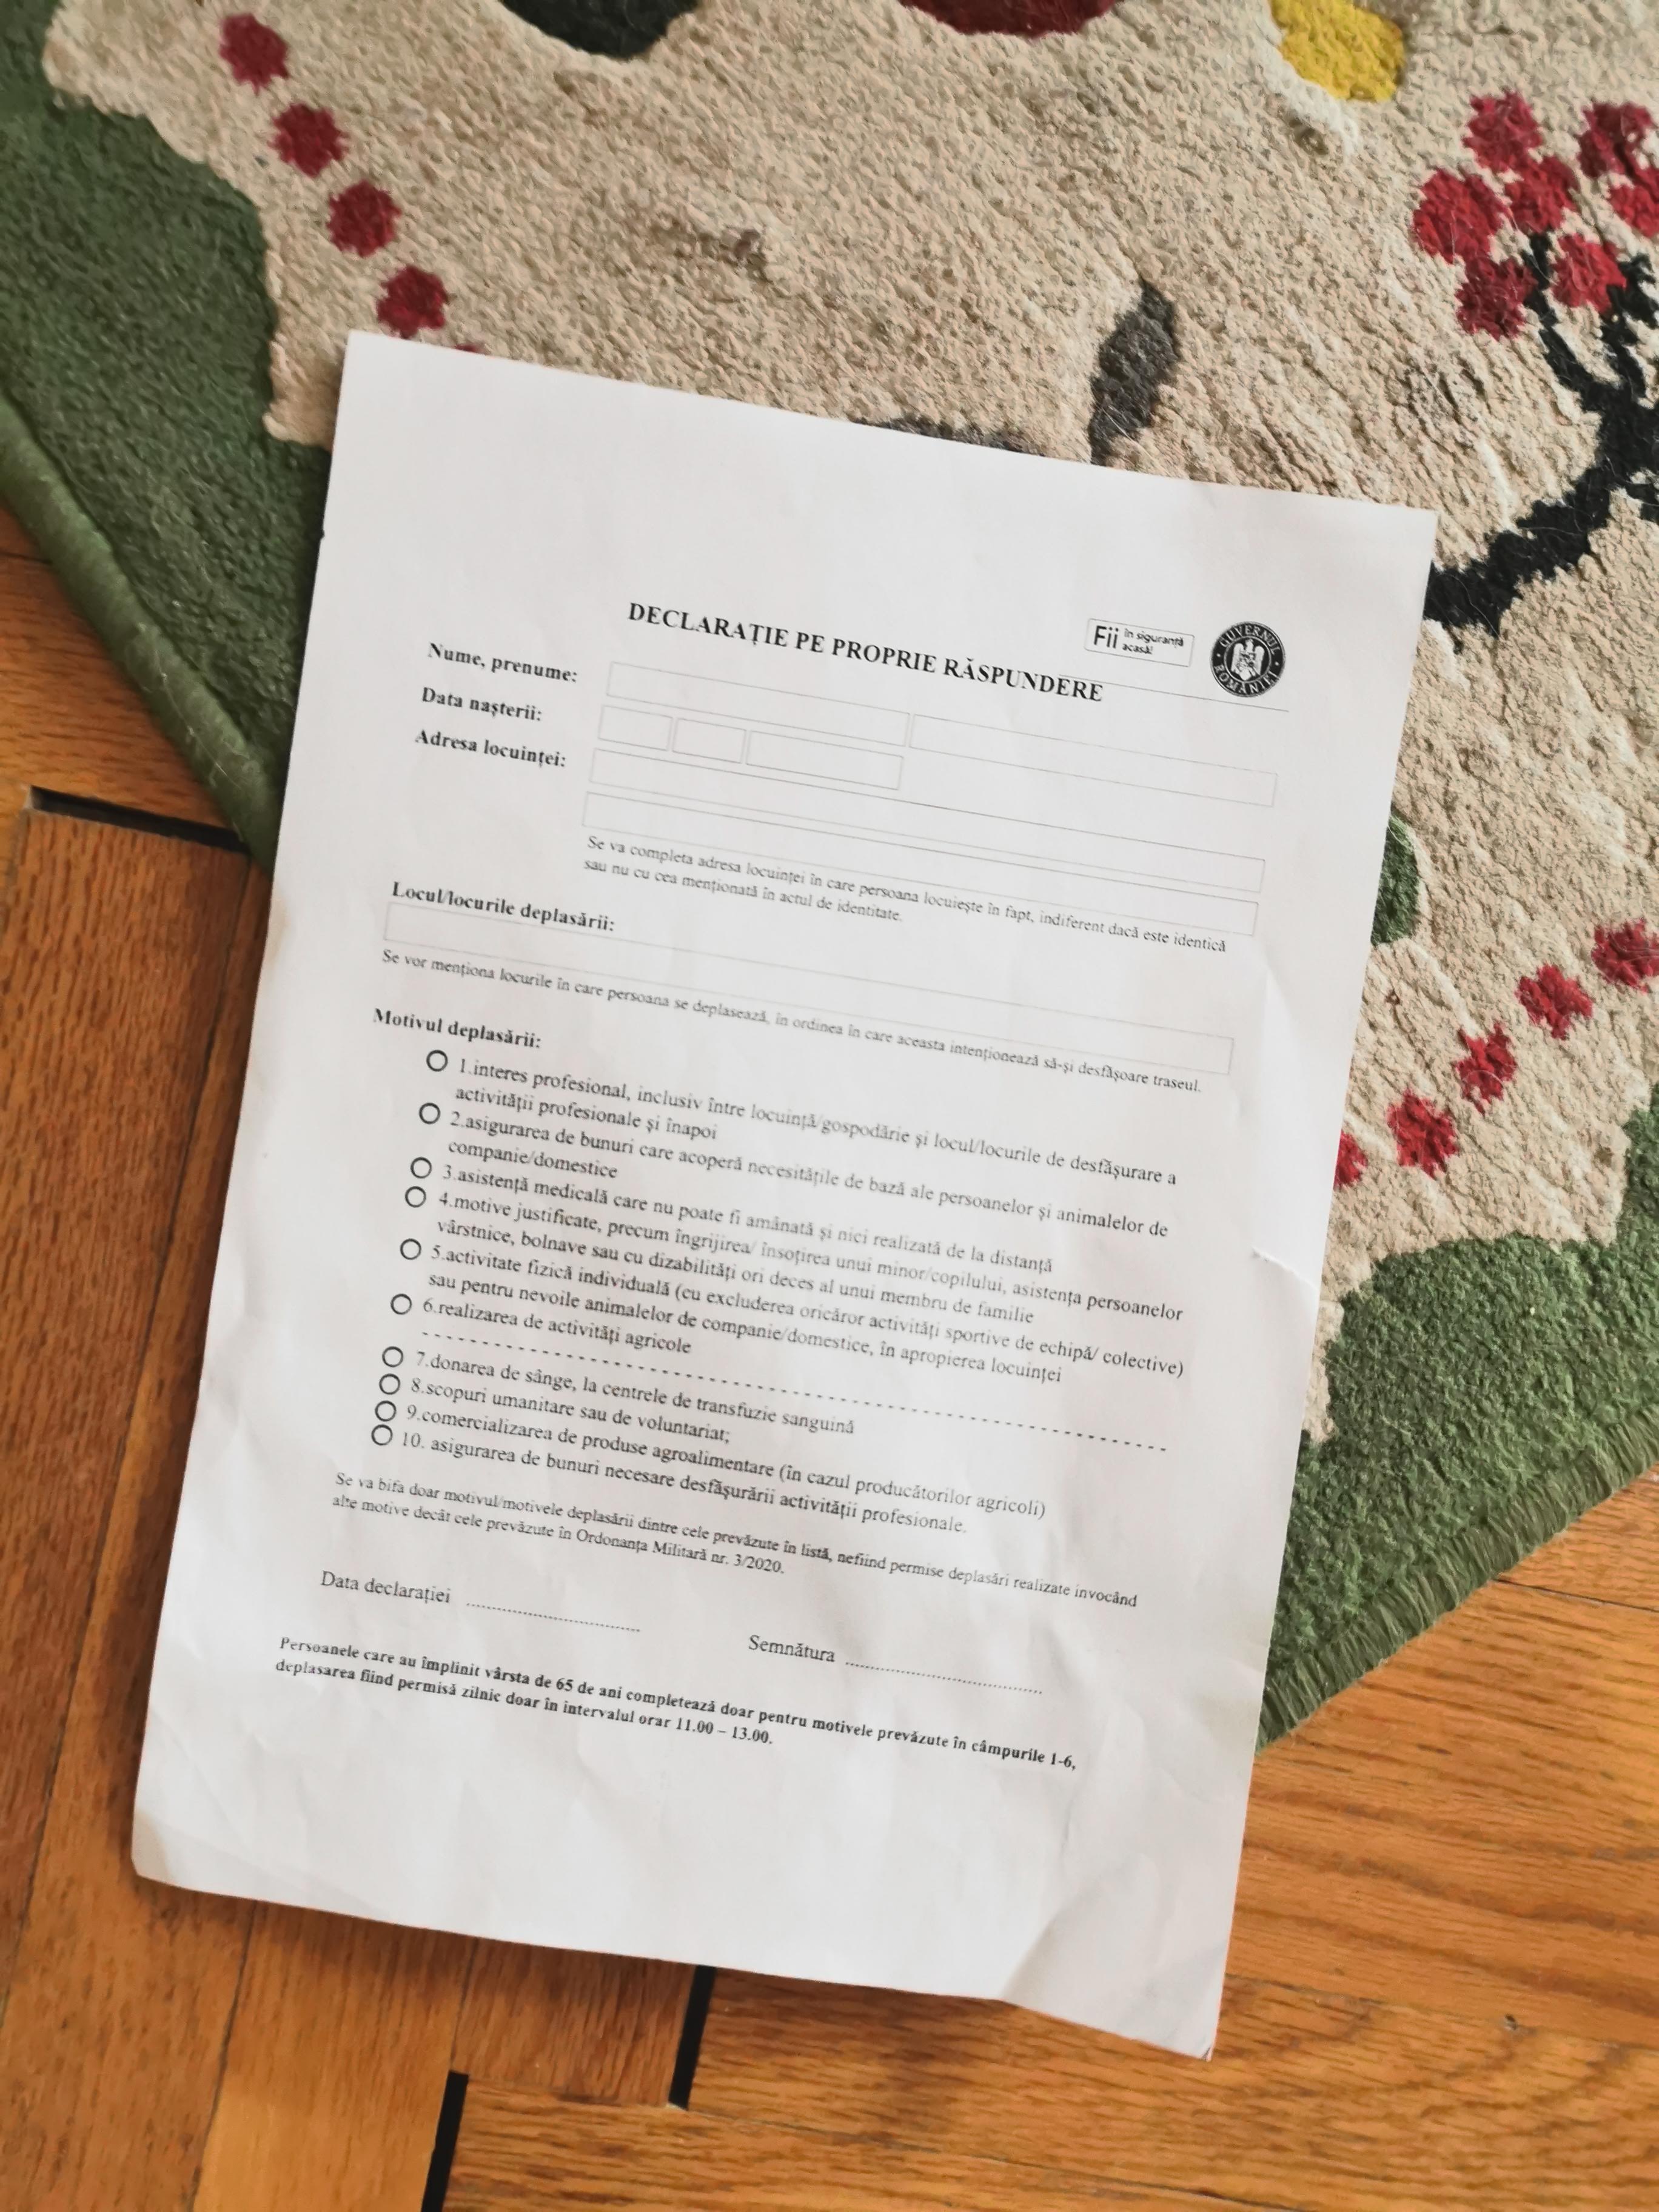 DECLARAȚIE PE PROPRIE RĂSPUNDERE
Fii în siguranță
acasă!
GUVERNUL ROMÂNIEI
Nume, prenume:
Data nașterii:
Adresa locuinței:
Se va completa adresa locuinței în care persoana locuiește în fapt, indiferent dacă este identică
sau nu cu cea menționată în actul de identitate.
Locul/locurile deplasării:
Se vor menționa locurile în care persoana se deplasează, în ordinea în care aceasta intenționează să-și desfășoare traseul.
Motivul deplasării:
1.interes profesional, inclusiv între locuință/gospodărie și locul/locurile de desfășurare a
activității profesionale și înapoi
2.asigurarea de bunuri care acoperă necesitățile de bază ale persoanelor și animalelor de
companie/domestice
3.asistență medicală care nu poate fi amânată și nici realizată de la distanță
4.motive justificate, precum îngrijirea/ însoțirea unui minor/copilului, asistența persoanelor
vârstnice, bolnave sau cu dizabilități ori deces al unui membru de familie
5.activitate fizică individuală (cu excluderea oricăror activități sportive de echipă/ colective)
sau pentru nevoile animalelor de companie/domestice, în apropierea locuinței
6.realizarea de activități agricole
7.donarea de sânge, la centrele de transfuzie sanguină
8.scopuri umanitare sau de voluntariat;
9.comercializarea de produse agroalimentare (în cazul producătorilor agricoli)
10. asigurarea de bunuri necesare desfășurării activității profesionale.
Se va bifa doar motivul/motivele deplasării dintre cele prevăzute în listă, nefiind permise deplasări realizate invocând
alte motive decât cele prevăzute în Ordonanța Militară nr. 3/2020.
Data declarației
Semnătura
Persoanele care au împlinit vârsta de 65 de ani completează doar pentru motivele prevăzute în câmpurile 1-6,
deplasarea fiind permisă zilnic doar în intervalul orar 11.00 – 13.00.